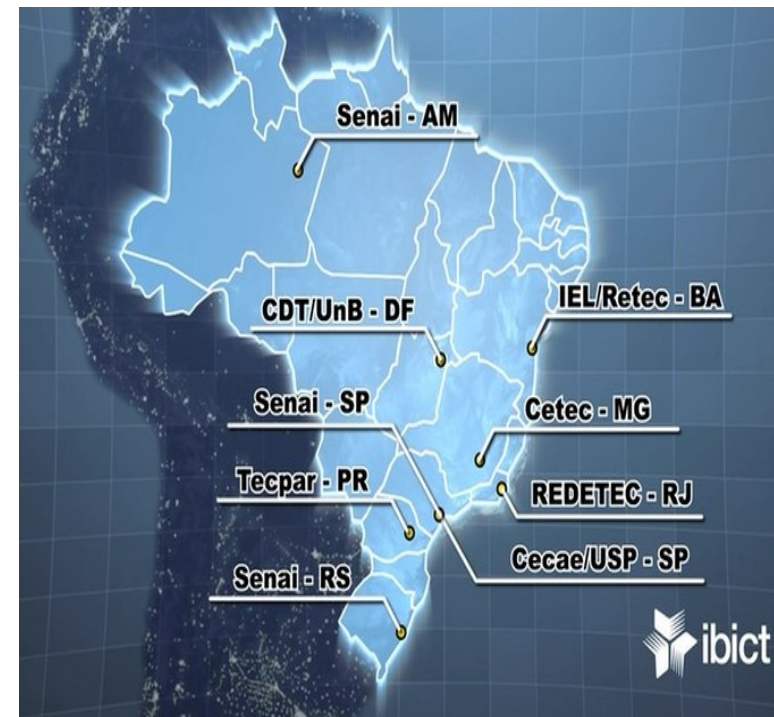 Senai - AM
IEL/Retec - BA
CDT/UnB - DF
Senai - SP
Cetec - MG
Tecpar - PR
REDETEC - RJ
Cecae/USP - SP
Senai - RS
ibict